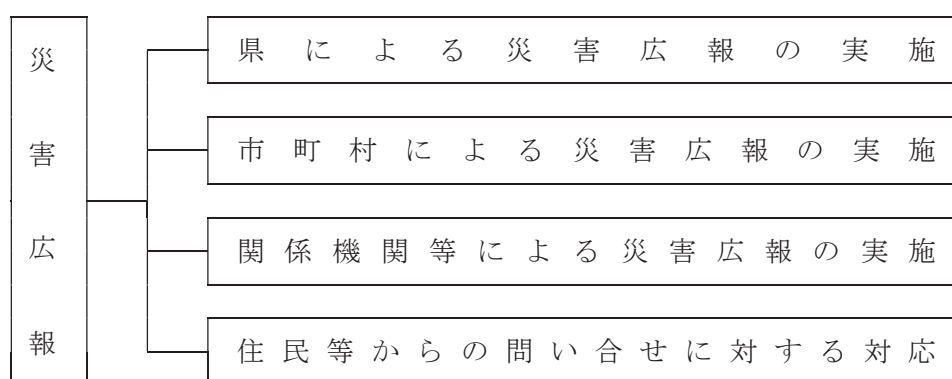 災害広報
県による災害広報の実施
市町村による災害広報の実施
関係機関等による災害広報の実施
住民等からの問い合せに対する対応